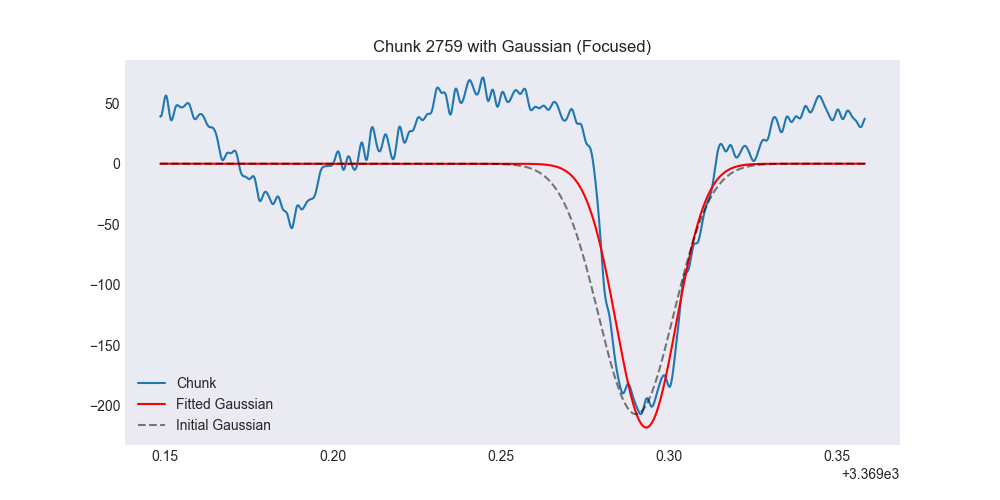 Chunk 2759 with Gaussian (Focused)
50
0
−50
−100
−150
−200
Chunk
Fitted Gaussian
Initial Gaussian
0.15 0.20 0.25 0.30 0.35
+3.369e3